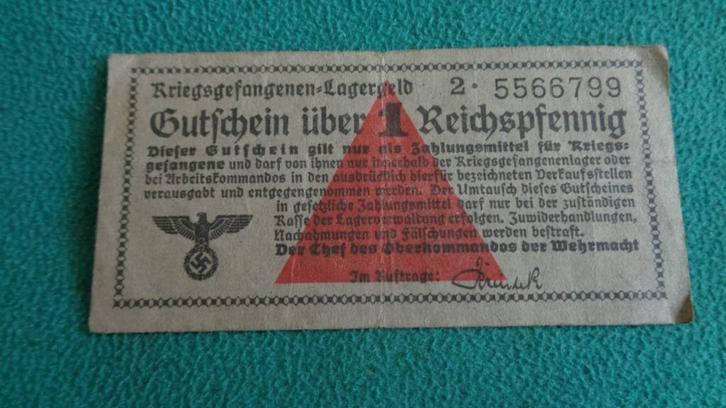 Kriegsgefangenen-Lagergeld 2 · 5566799
Gutschein über 1 Reichspfennig
Dieser Gutschein gilt nur als Zahlungsmittel für Kriegs-
gefangene und darf von ihnen nur innerhalb der Kriegsgefangenenlager oder
bei Arbeitskommandos in den ausdrücklich hierfür bezeichneten Verkaufsstellen
verausgabt und entgegengenommen werden. Der Umtausch dieses Gutscheines
in gesetzliche Zahlungsmittel darf nur bei der zuständigen
Kasse der Lagerverwaltung erfolgen. Zuwiderhandlungen,
Nachahmungen und Fälschungen werden bestraft.
Der Chef des Oberkommandos der Wehrmacht
Im Auftrage: